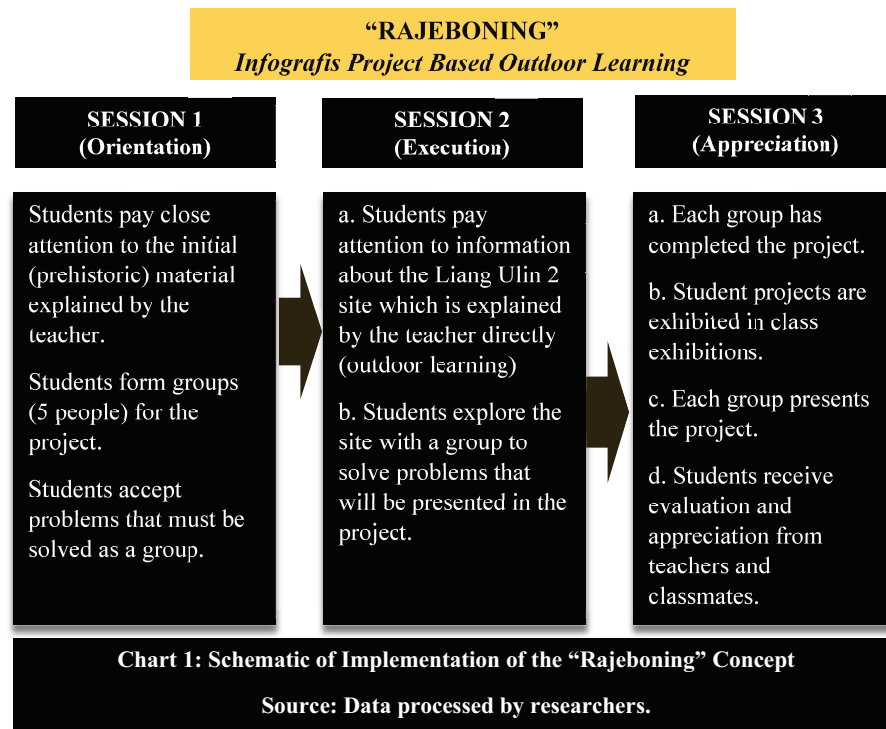 “RAJEBONING”
Infografis Project Based Outdoor Learning
SESSION 1
(Orientation)
Students pay close
attention to the initial
(prehistoric) material
explained by the
teacher.
Students form groups
(5 people) for the
project.
Students accept
problems that must be
solved as a group.
SESSION 2
(Execution)
a. Students pay
attention to information
about the Liang Ulin 2
site which is explained
by the teacher directly
(outdoor learning)
b. Students explore the
site with a group to
solve problems that
will be presented in the
project.
SESSION 3
(Appreciation)
a. Each group has
completed the project.
b. Student projects are
exhibited in class
exhibitions.
c. Each group presents
the project.
d. Students receive
evaluation and
appreciation from
teachers and
classmates.
Chart 1: Schematic of Implementation of the “Rajeboning” Concept
Source: Data processed by researchers.